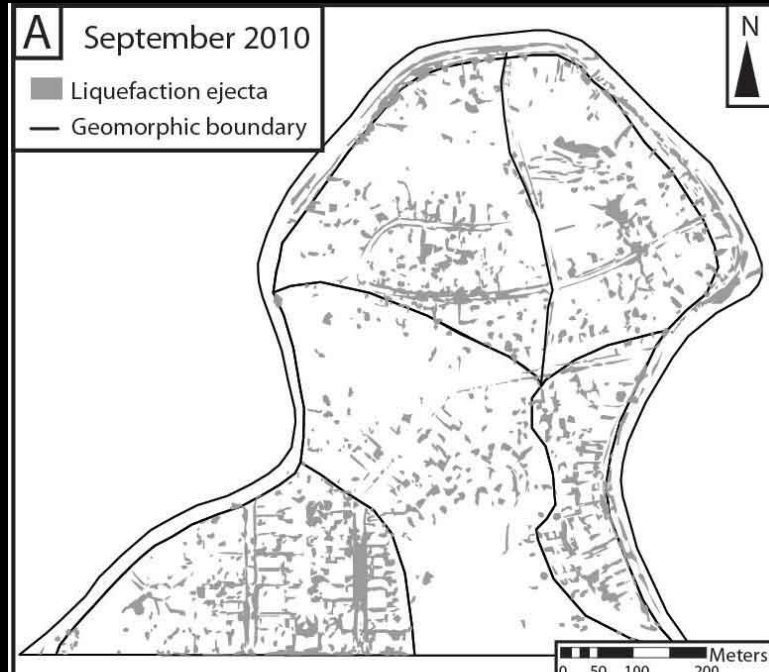 A
September 2010
Liquefaction ejecta
Geomorphic boundary
N
Meters
0 50 100 200